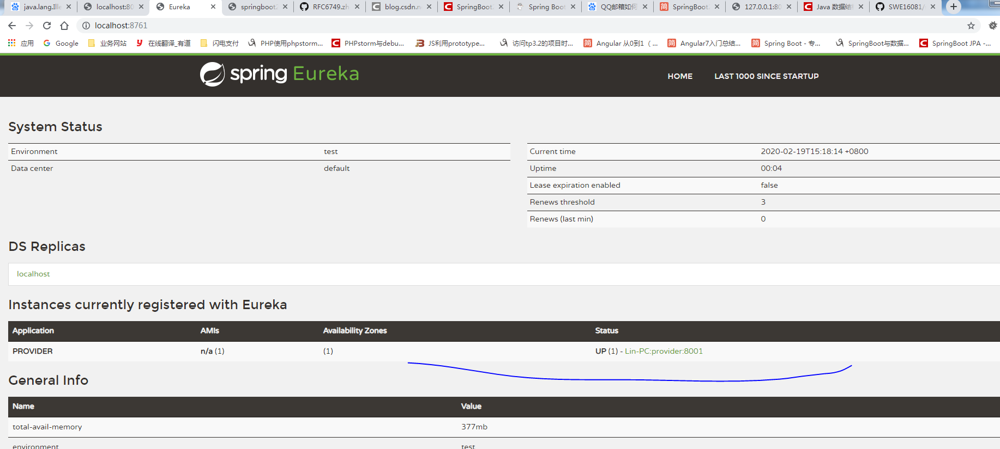 java.lang.Ille
localhost:80
Eureka
springboot2
RFC6749.zh
blog.csdn.n
SpringBoot
Spring Boot
QQ邮箱如何
SpringBoot
127.0.0.1:80
Java 数据结
SWE16081/
localhost:8761
应用
Google
业务网站
在线翻译_有道
闪电支付
PHP使用phpstorm...
PHPstorm与debu...
JS利用prototype...
访问tp3.2的项目时...
Angular 从0到1（ ...
Angular7入门总结...
Spring Boot - 专...
SpringBoot与数据...
SpringBoot JPA -...
spring Eureka
HOME
LAST 1000 SINCE STARTUP
System Status
Environment test
Data center default
Current time 2020-02-19T15:18:14 +0800
Uptime 00:04
Lease expiration enabled false
Renews threshold 3
Renews (last min) 0
DS Replicas
localhost
Instances currently registered with Eureka
Application AMIs Availability Zones Status
PROVIDER n/a (1) (1) UP (1) - Lin-PC:provider:8001
General Info
Name Value
total-avail-memory 377mb
environment test